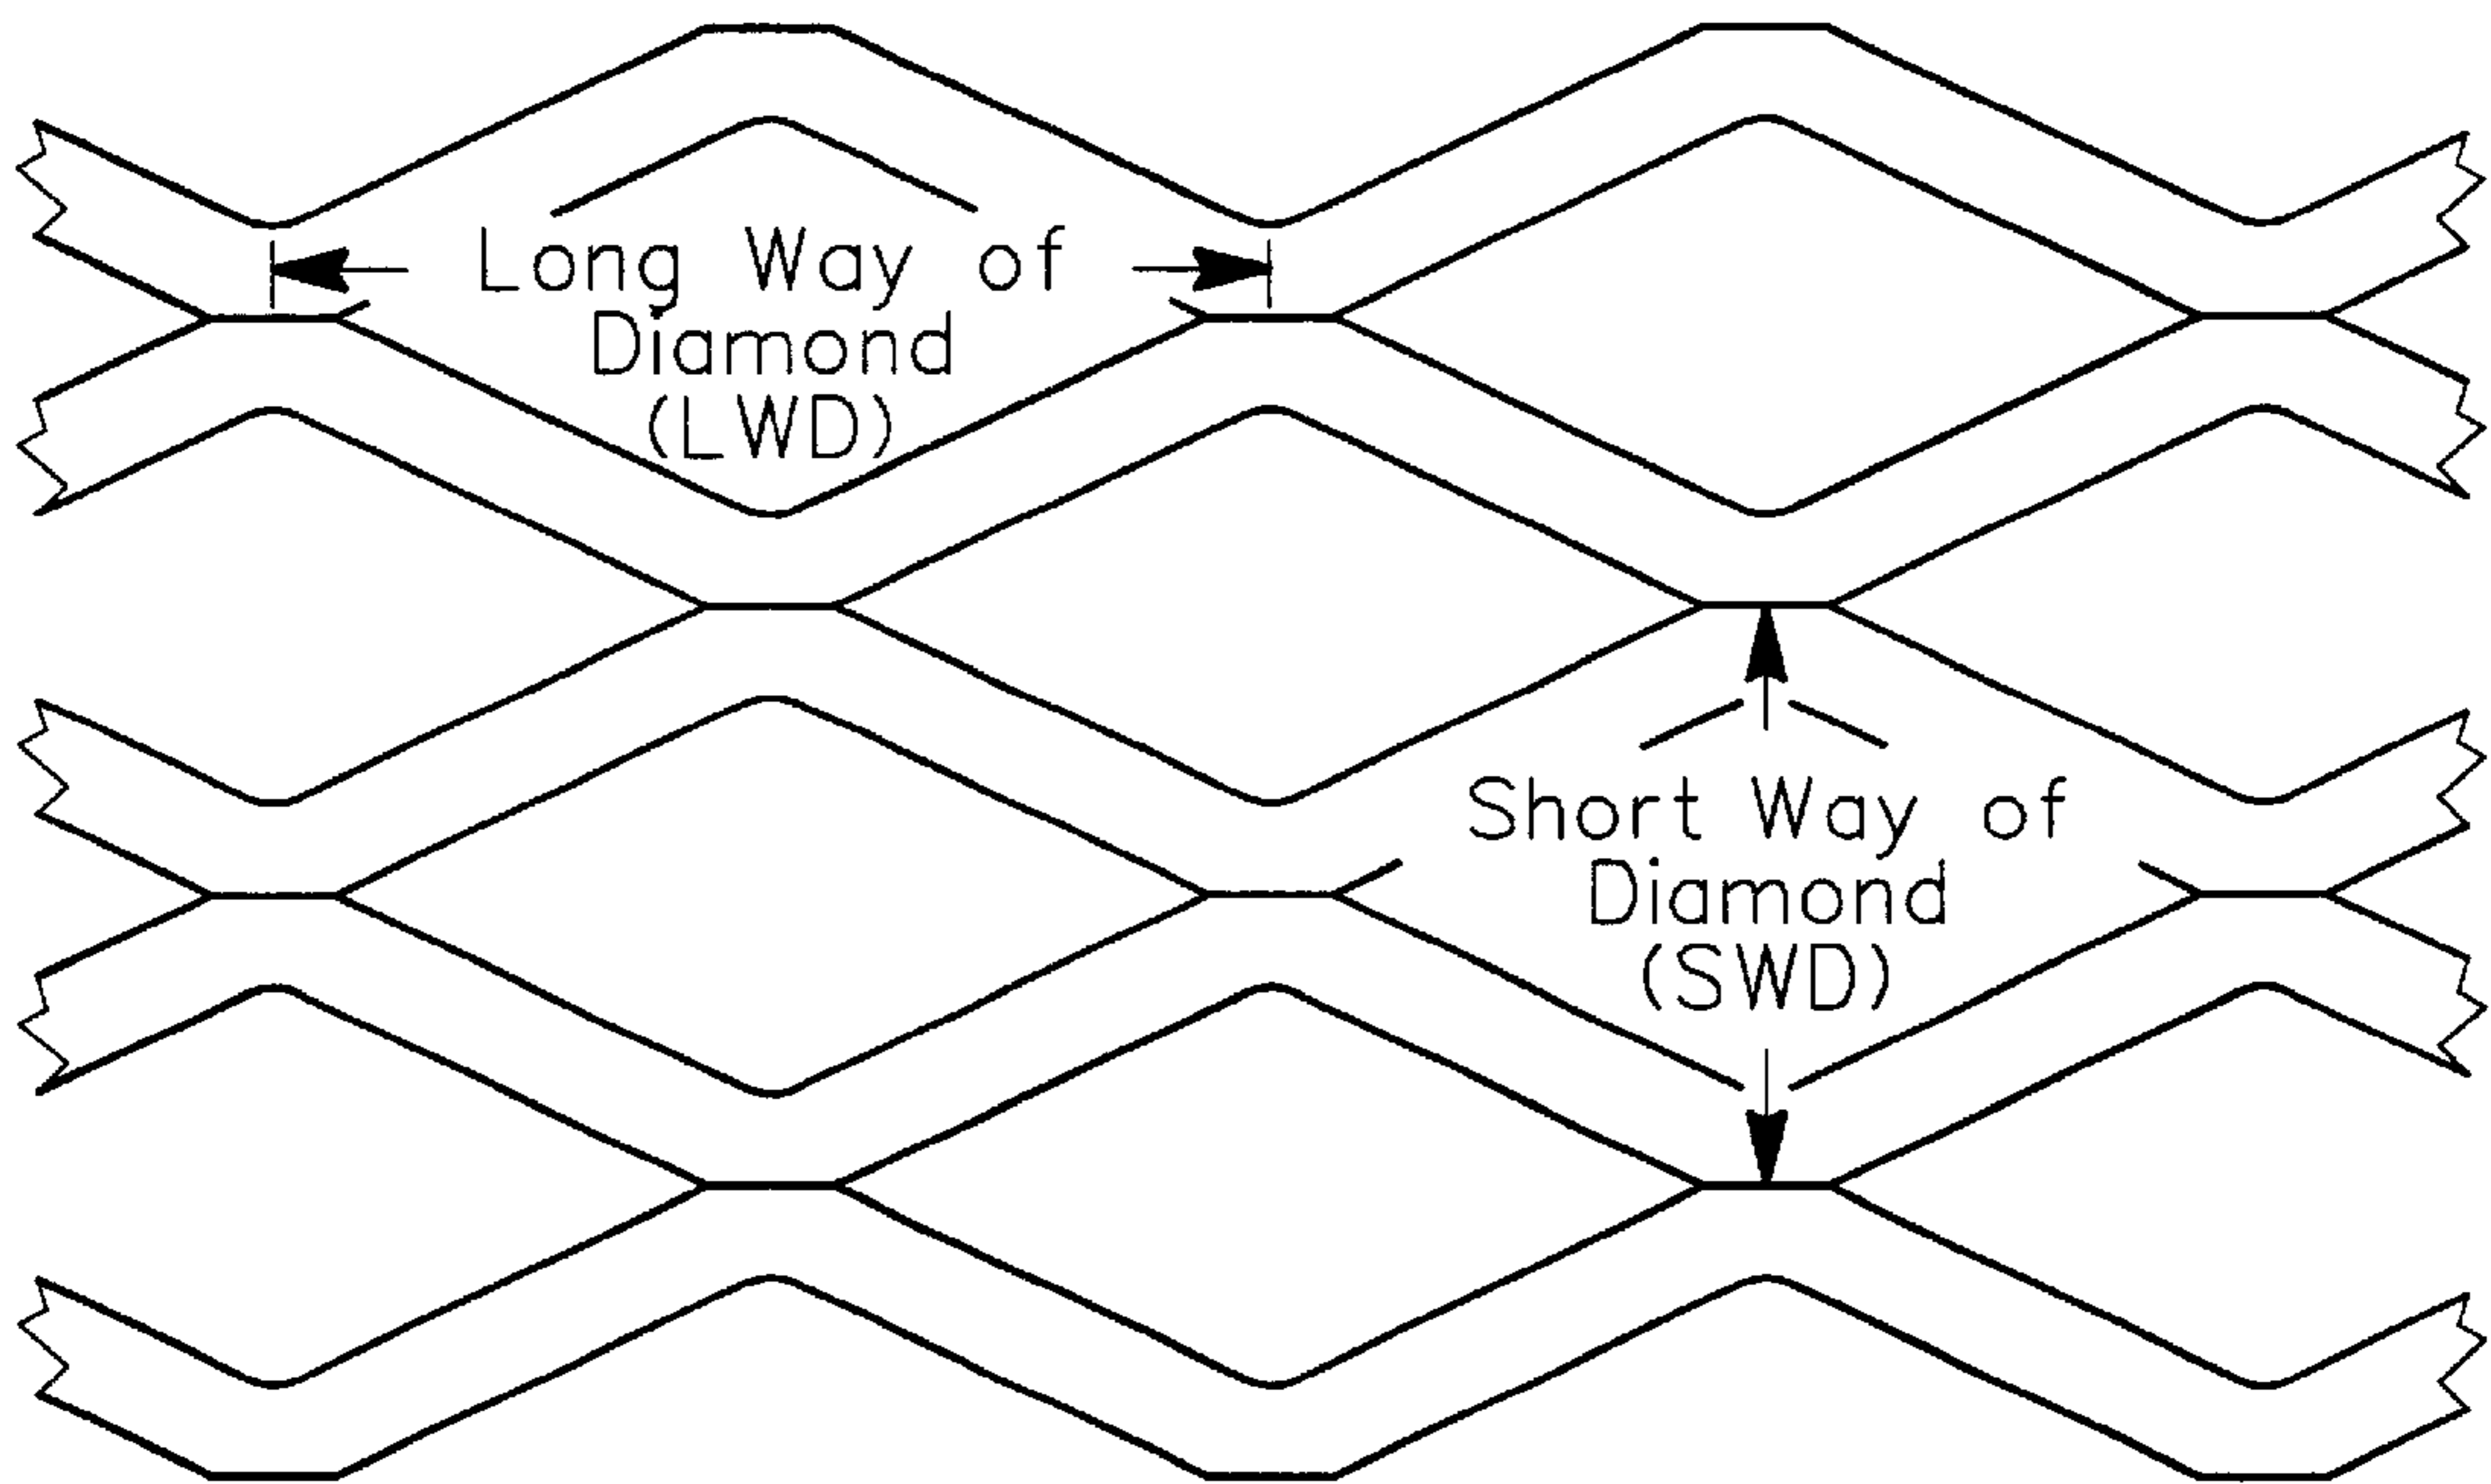 Long Way of
Diamond
(LWD)
Short Way of
Diamond
(SWD)